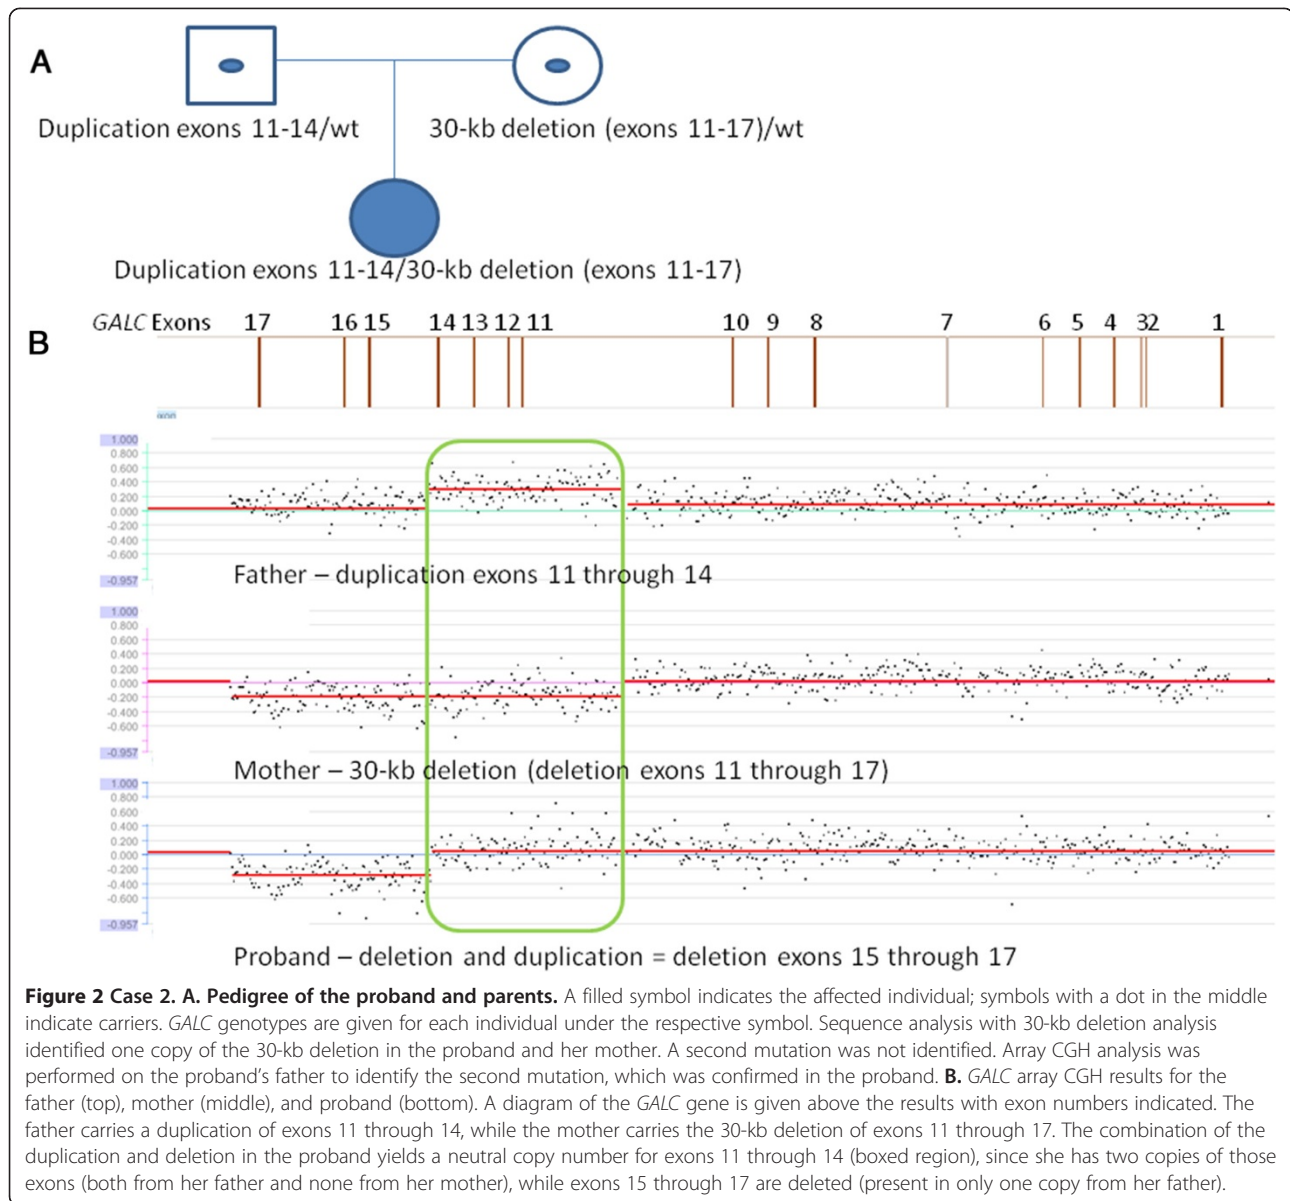 A
Duplication exons 11-14/wt
30-kb deletion (exons 11-17)/wt
Duplication exons 11-14/30-kb deletion (exons 11-17)
B
GALC Exons 17 16 15 14 13 12 11 10 9 8 7 6 5 4 32 1
1.000
0.800
0.600
0.400
0.200
0.000
-0.200
-0.400
-0.600
-0.957
Father – duplication exons 11 through 14
1.000
0.800
0.600
0.400
0.200
0.000
-0.200
-0.400
-0.600
-0.957
Mother – 30-kb deletion (deletion exons 11 through 17)
1.000
0.800
0.600
0.400
0.200
0.000
-0.200
-0.400
-0.600
-0.957
Proband – deletion and duplication = deletion exons 15 through 17
Figure 2 Case 2. A. Pedigree of the proband and parents. A filled symbol indicates the affected individual; symbols with a dot in the middle
indicate carriers. GALC genotypes are given for each individual under the respective symbol. Sequence analysis with 30-kb deletion analysis
identified one copy of the 30-kb deletion in the proband and her mother. A second mutation was not identified. Array CGH analysis was
performed on the proband's father to identify the second mutation, which was confirmed in the proband. B. GALC array CGH results for the
father (top), mother (middle), and proband (bottom). A diagram of the GALC gene is given above the results with exon numbers indicated. The
father carries a duplication of exons 11 through 14, while the mother carries the 30-kb deletion of exons 11 through 17. The combination of the
duplication and deletion in the proband yields a neutral copy number for exons 11 through 14 (boxed region), since she has two copies of those
exons (both from her father and none from her mother), while exons 15 through 17 are deleted (present in only one copy from her father).